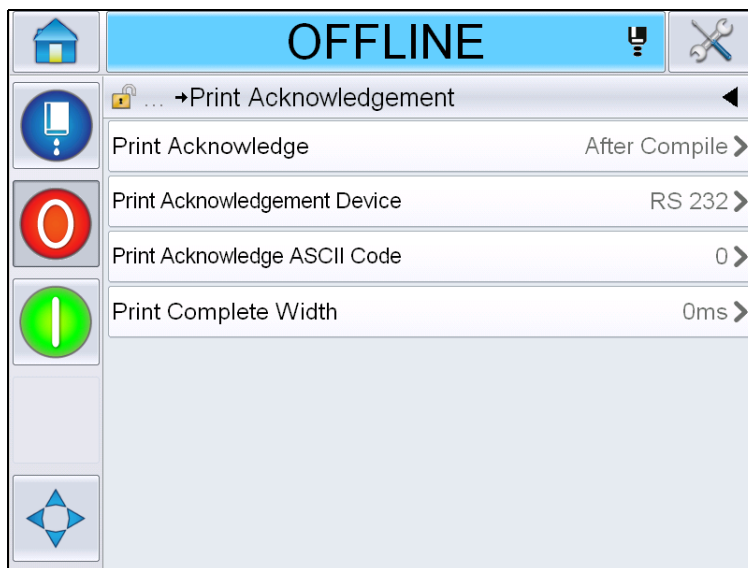 OFFLINE
... →Print Acknowledgement
Print Acknowledge After Compile
Print Acknowledgement Device RS 232
Print Acknowledge ASCII Code 0
Print Complete Width 0ms